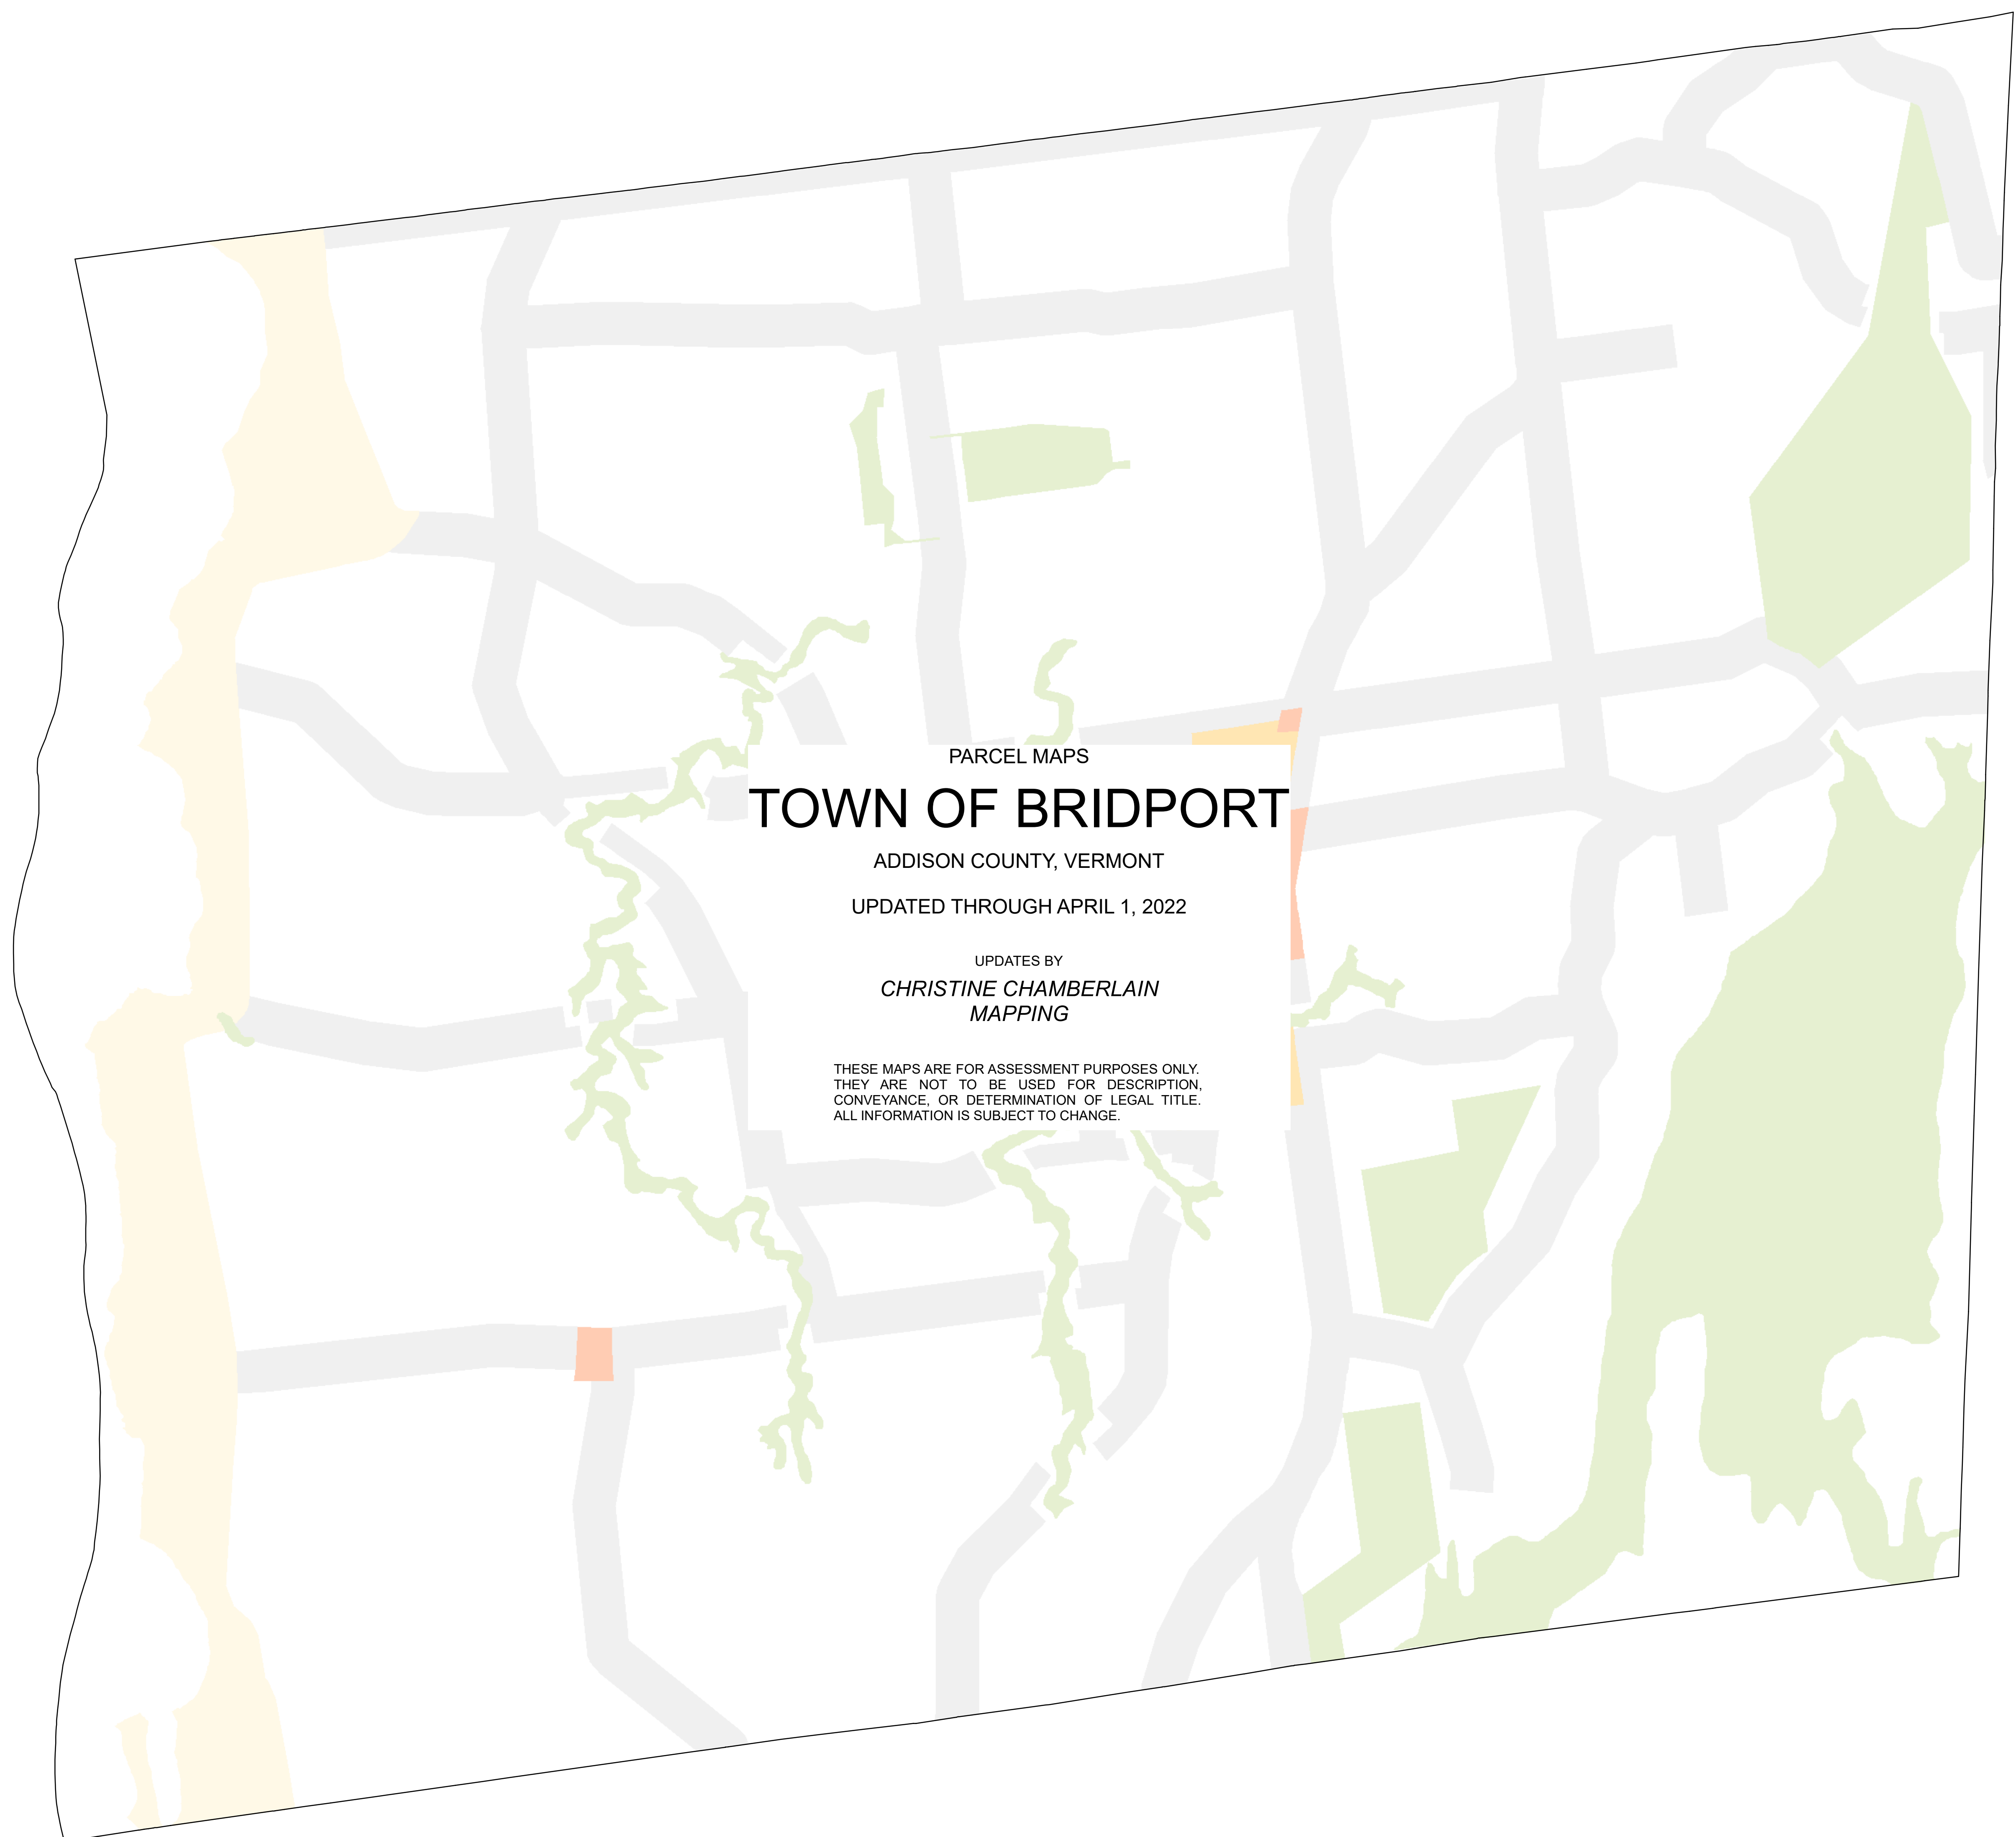 PARCEL MAPS
TOWN OF BRIDPORT
ADDISON COUNTY, VERMONT
UPDATED THROUGH APRIL 1, 2022
UPDATES BY
CHRISTINE CHAMBERLAIN
MAPPING
THESE MAPS ARE FOR ASSESSMENT PURPOSES ONLY.
THEY ARE NOT TO BE USED FOR DESCRIPTION,
CONVEYANCE, OR DETERMINATION OF LEGAL TITLE.
ALL INFORMATION IS SUBJECT TO CHANGE.